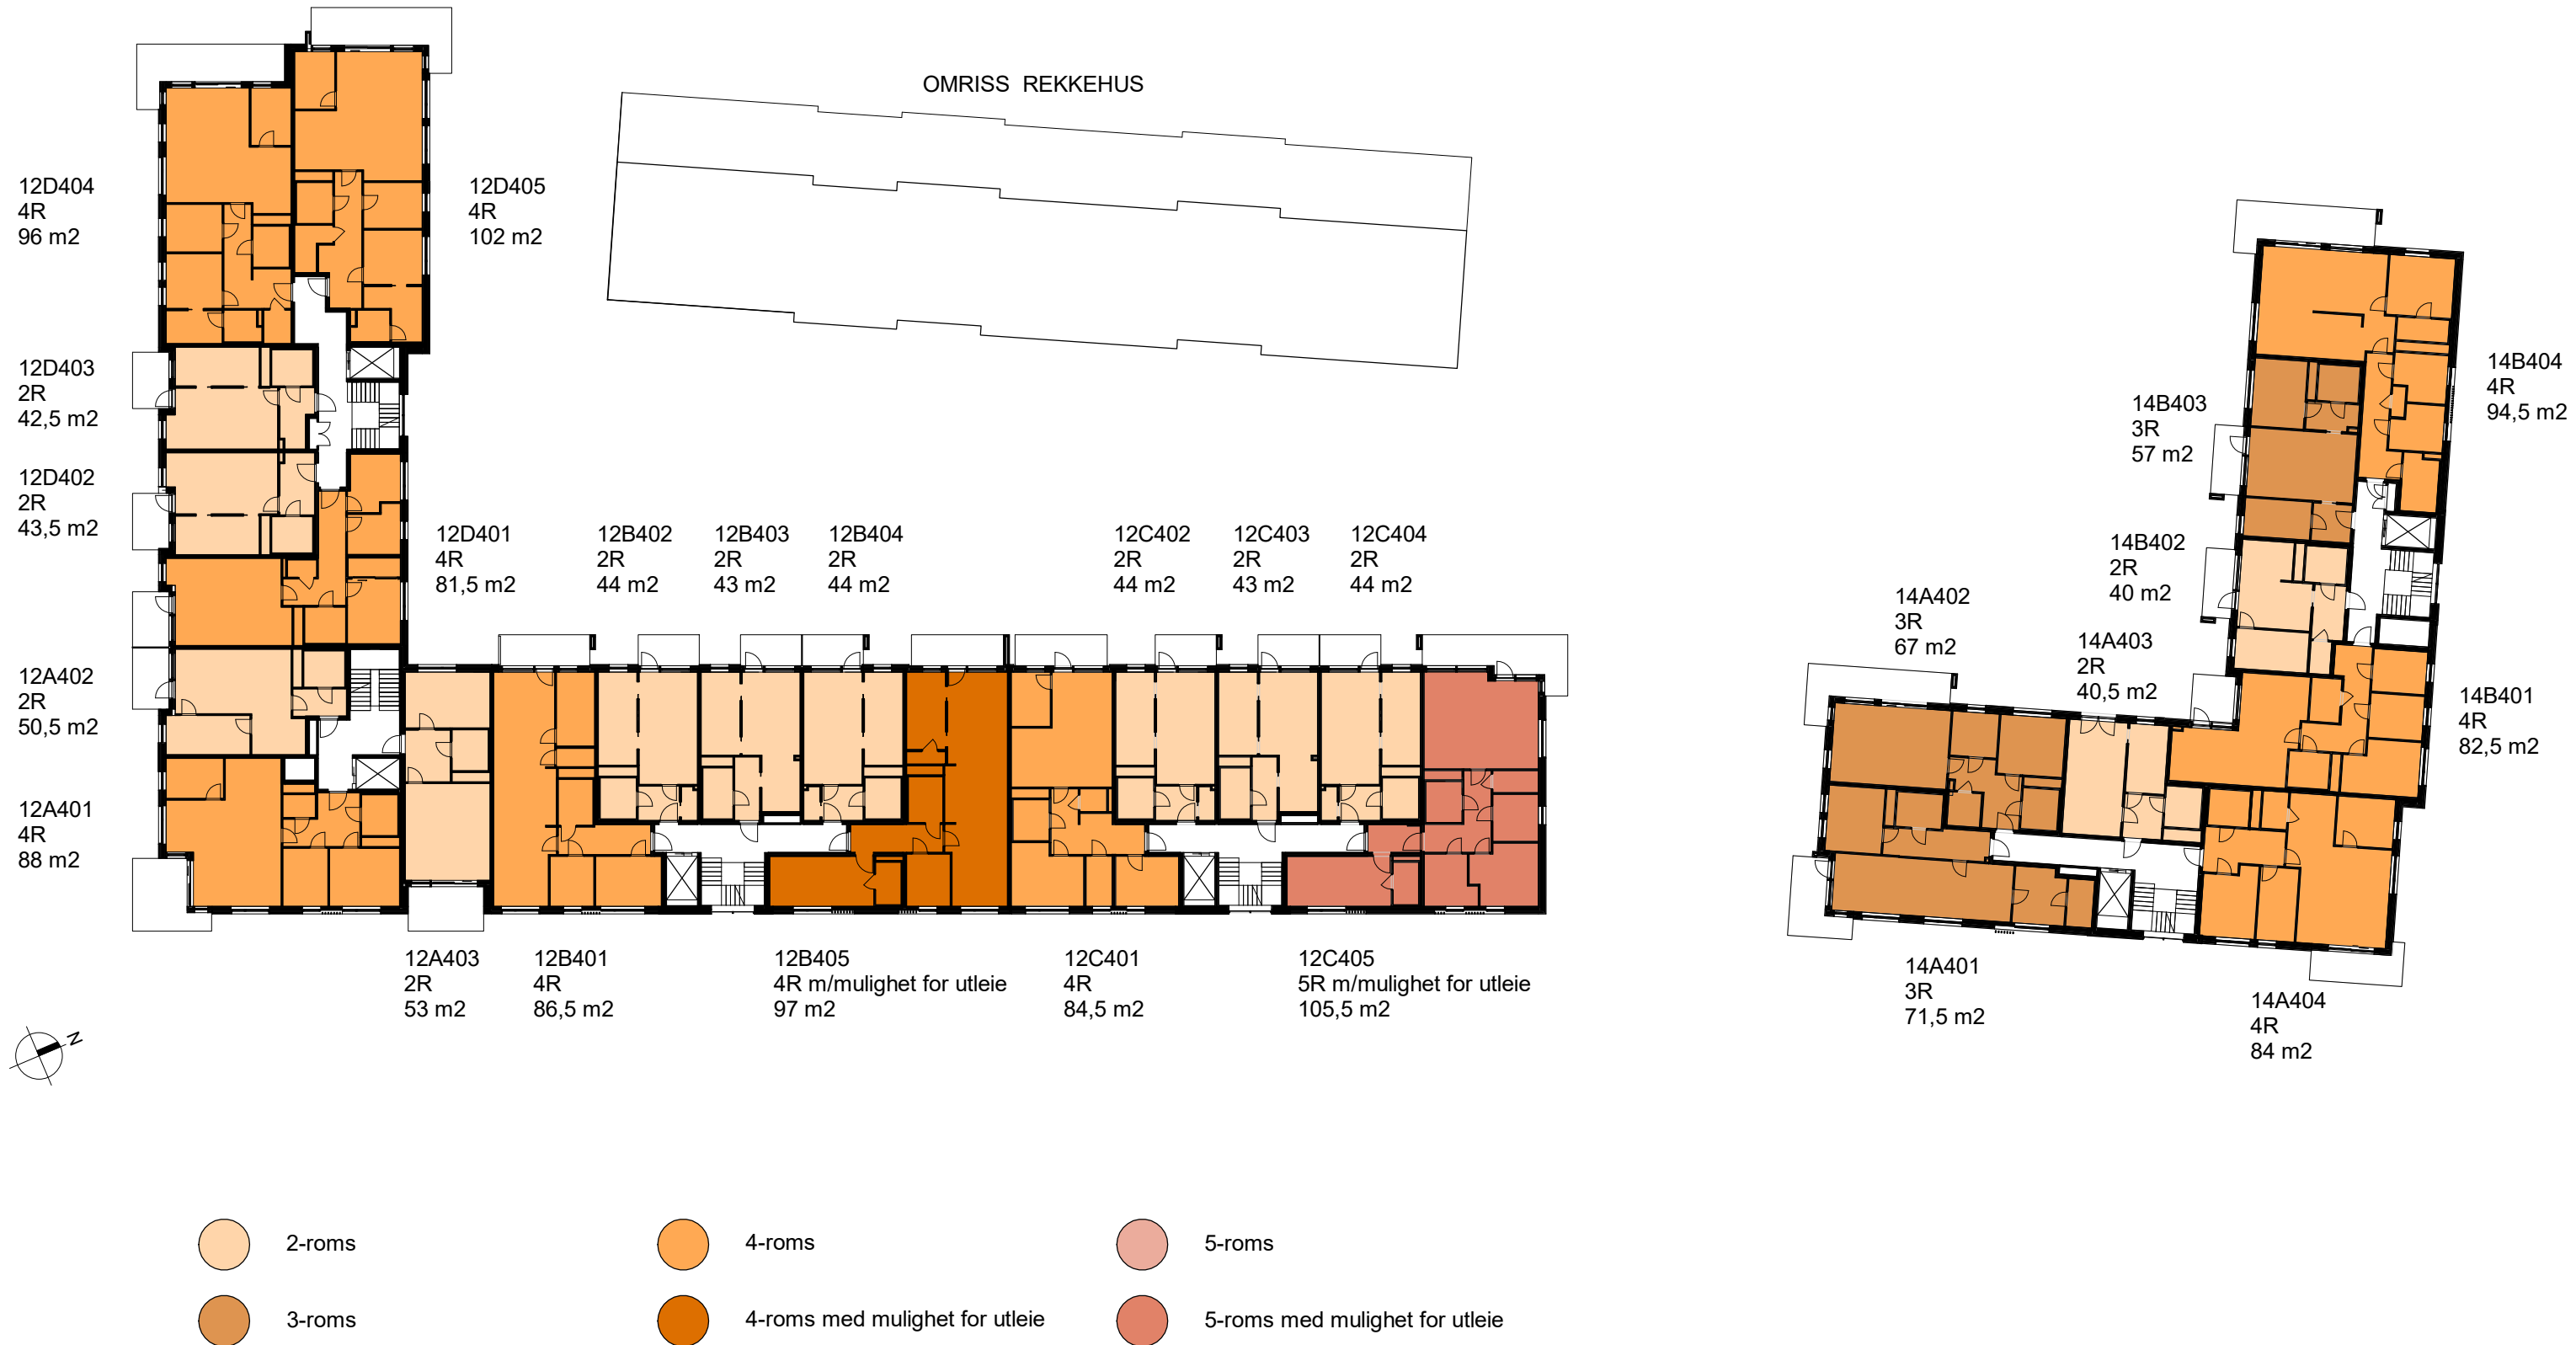 OMRISS REKKEHUS
12D404
4R
96 m2
12D405
4R
102 m2
12D403
2R
42,5 m2
12D402
2R
43,5 m2
12D401
4R
81,5 m2
12B402
2R
44 m2
12B403
2R
43 m2
12B404
2R
44 m2
12C402
2R
44 m2
12C403
2R
43 m2
12C404
2R
44 m2
12A402
2R
50,5 m2
12A401
4R
88 m2
12A403
2R
53 m2
12B401
4R
86,5 m2
12B405
4R m/mulighet for utleie
97 m2
12C401
4R
84,5 m2
12C405
5R m/mulighet for utleie
105,5 m2
14B404
4R
94,5 m2
14B403
3R
57 m2
14B402
2R
40 m2
14A402
3R
67 m2
14A403
2R
40,5 m2
14B401
4R
82,5 m2
14A401
3R
71,5 m2
14A404
4R
84 m2
N
2-roms
4-roms
5-roms
3-roms
4-roms med mulighet for utleie
5-roms med mulighet for utleie